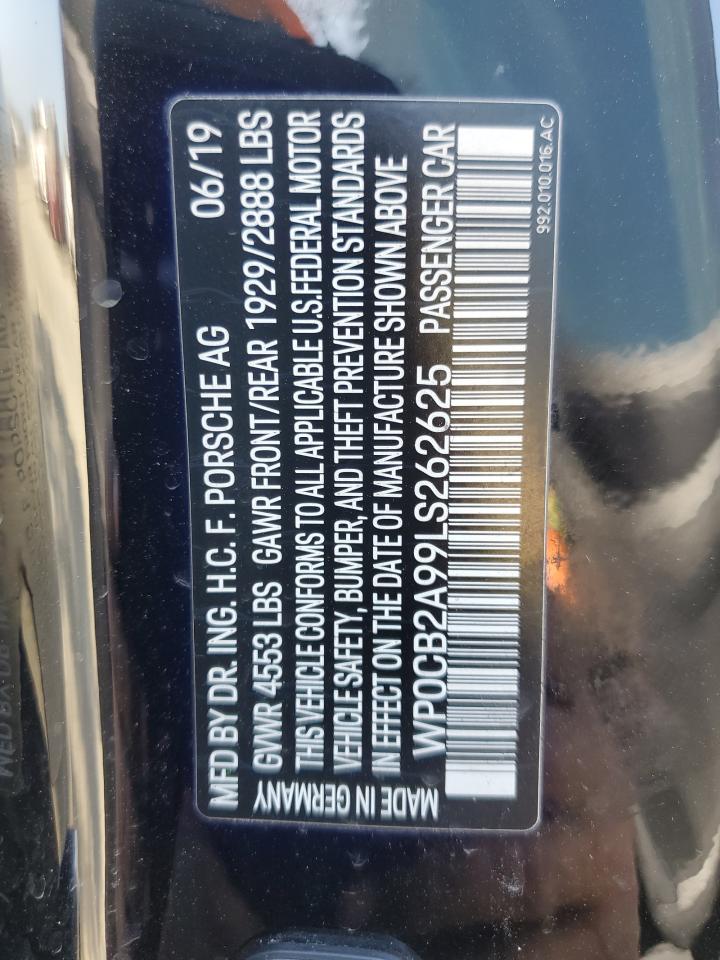 MFD BY DR. ING. H.C. F. PORSCHE AG 06/19
GVWR 4553 LBS GAWR FRONT/REAR 1929/2888 LBS
THIS VEHICLE CONFORMS TO ALL APPLICABLE U.S.FEDERAL MOTOR
VEHICLE SAFETY, BUMPER, AND THEFT PREVENTION STANDARDS
IN EFFECT ON THE DATE OF MANUFACTURE SHOWN ABOVE
WP0CB2A99LS262625 PASSENGER CAR
MADE IN GERMANY
992.010.016.AC